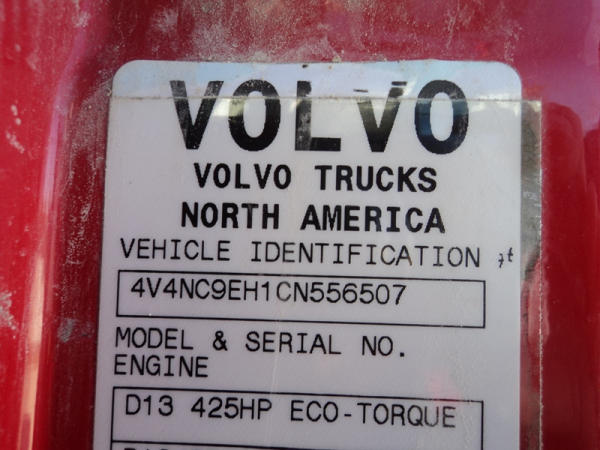 VOLVO
VOLVO TRUCKS
NORTH AMERICA
VEHICLE IDENTIFICATION
4V4NC9EH1CN556507
MODEL & SERIAL NO.
ENGINE
D13 425HP ECO-TORQUE